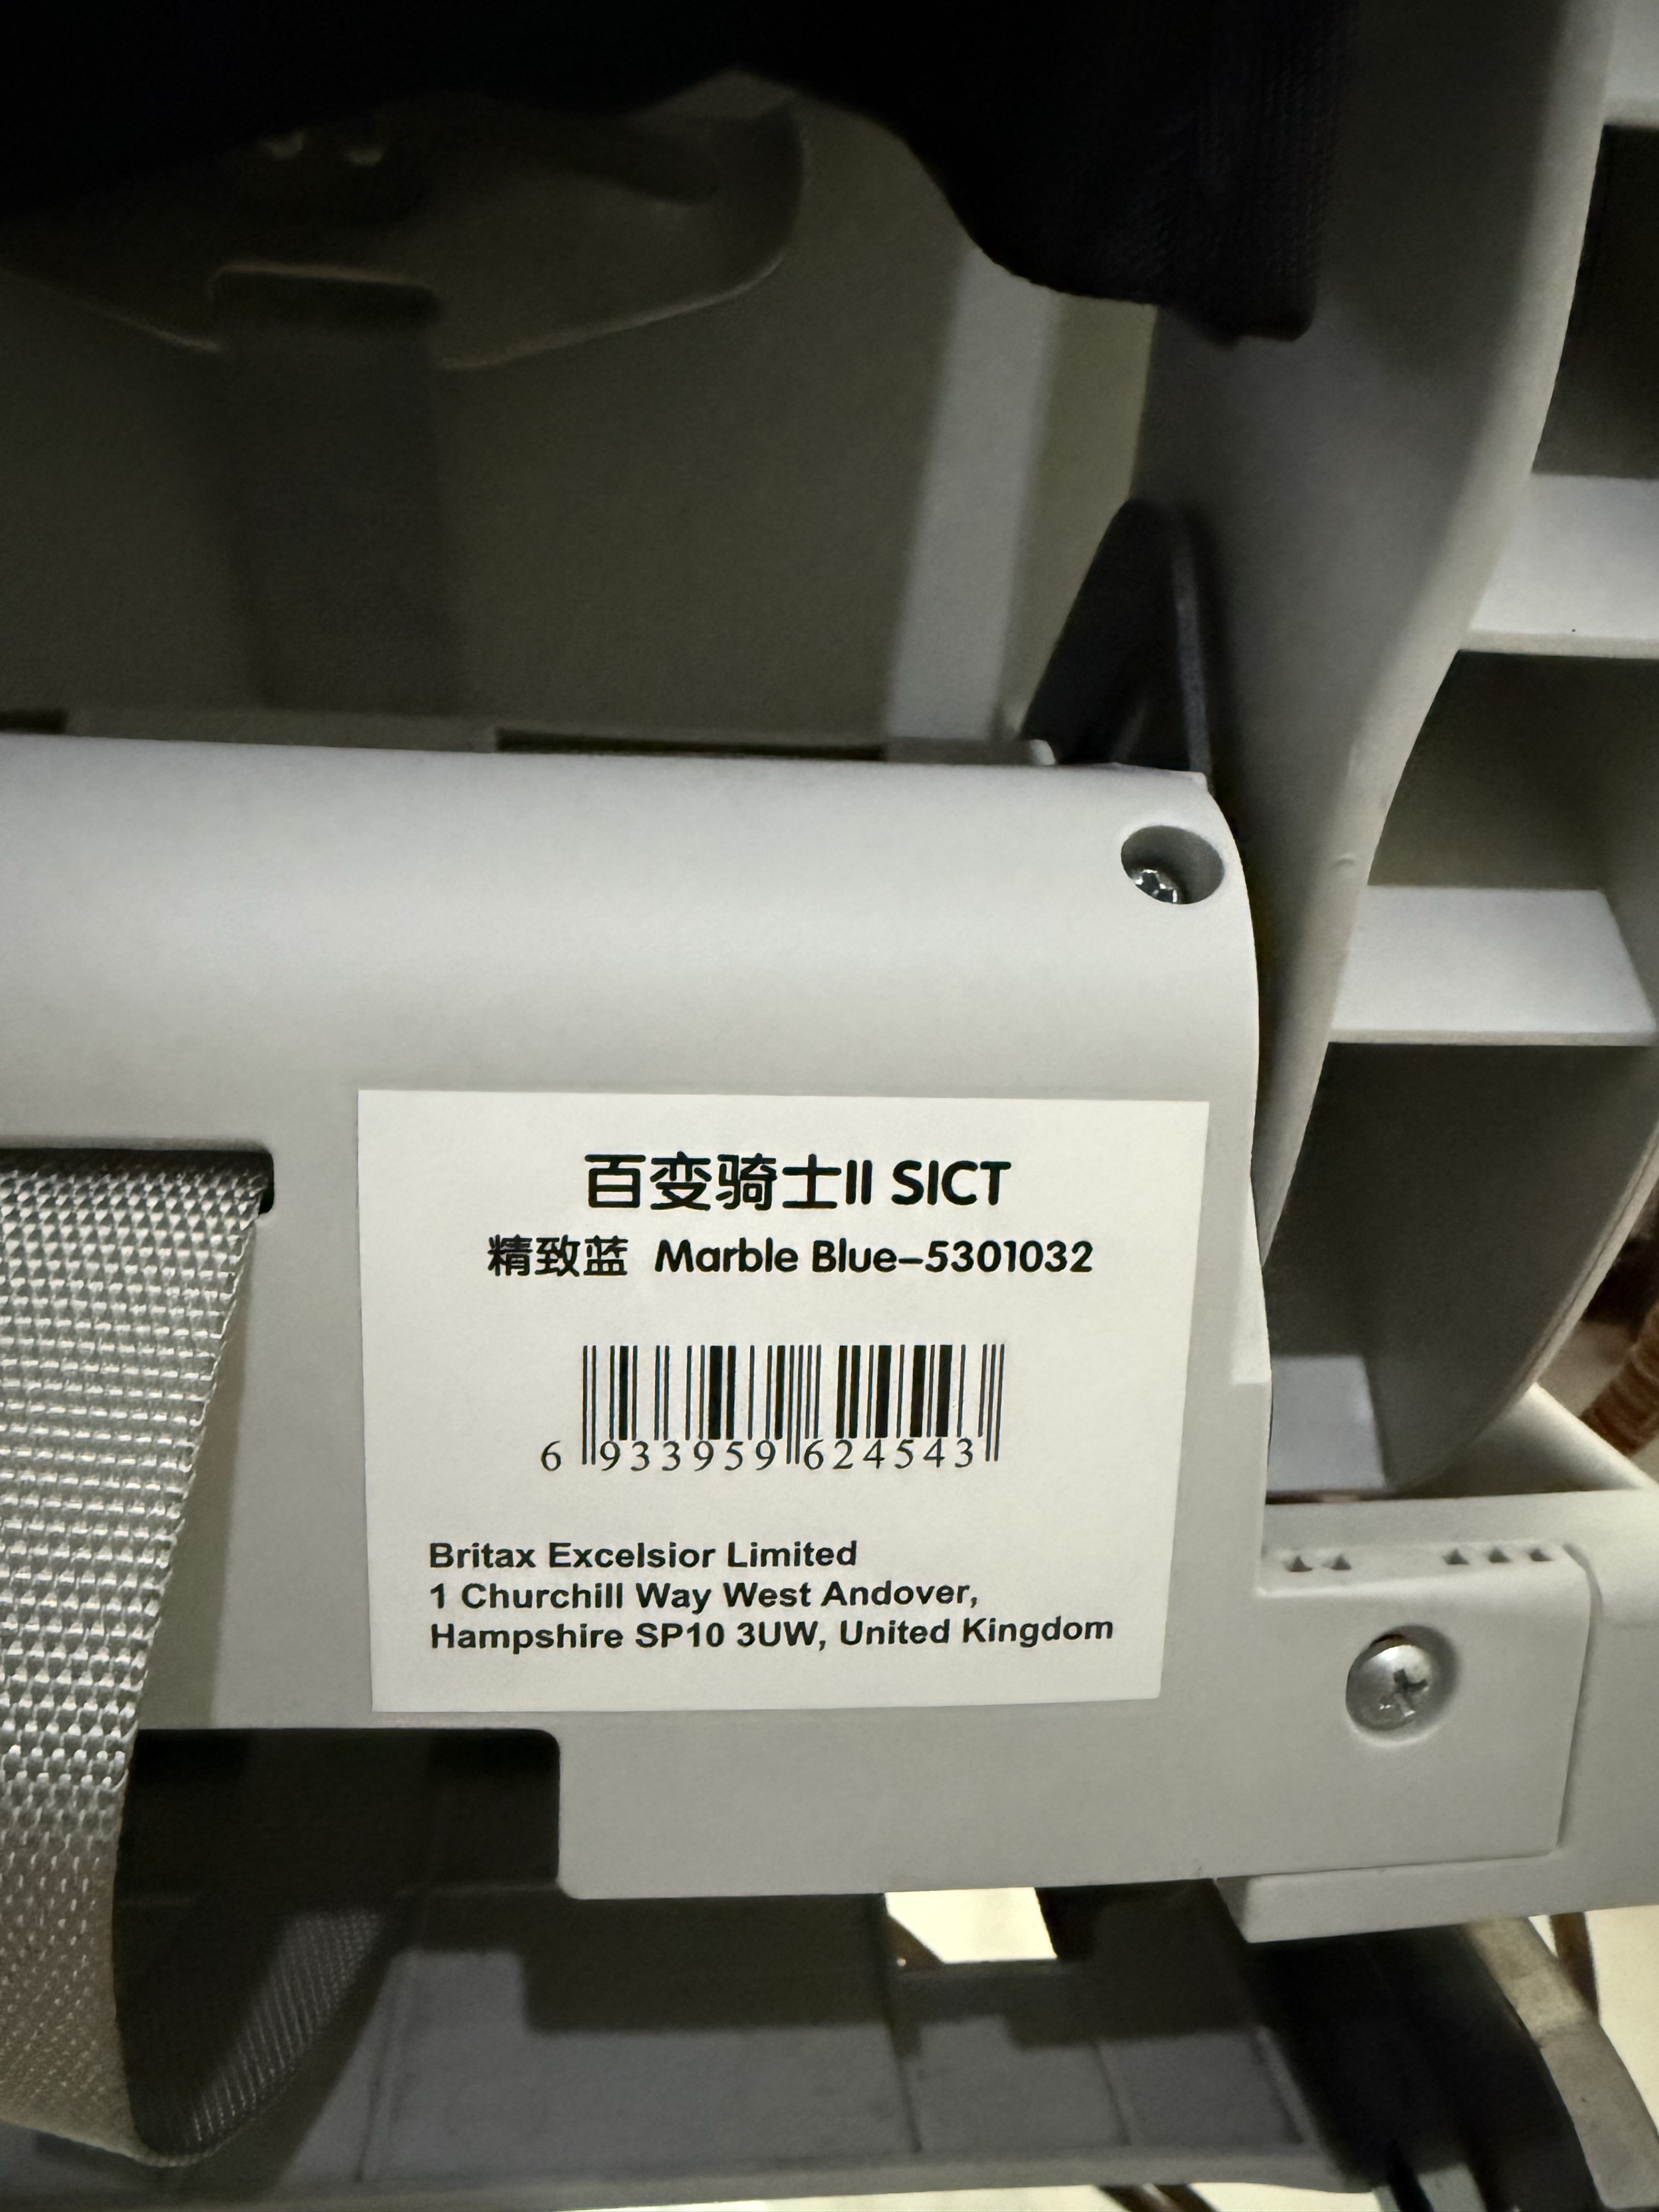 百变骑士II SICT
精致蓝 Marble Blue–5301032
6 933959 624543
Britax Excelsior Limited
1 Churchill Way West Andover,
Hampshire SP10 3UW, United Kingdom